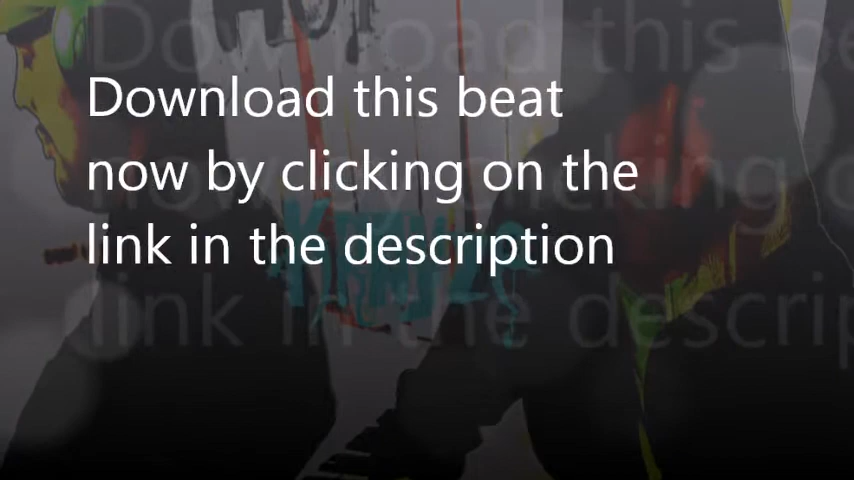 Download this beat
now by clicking on the
link in the description